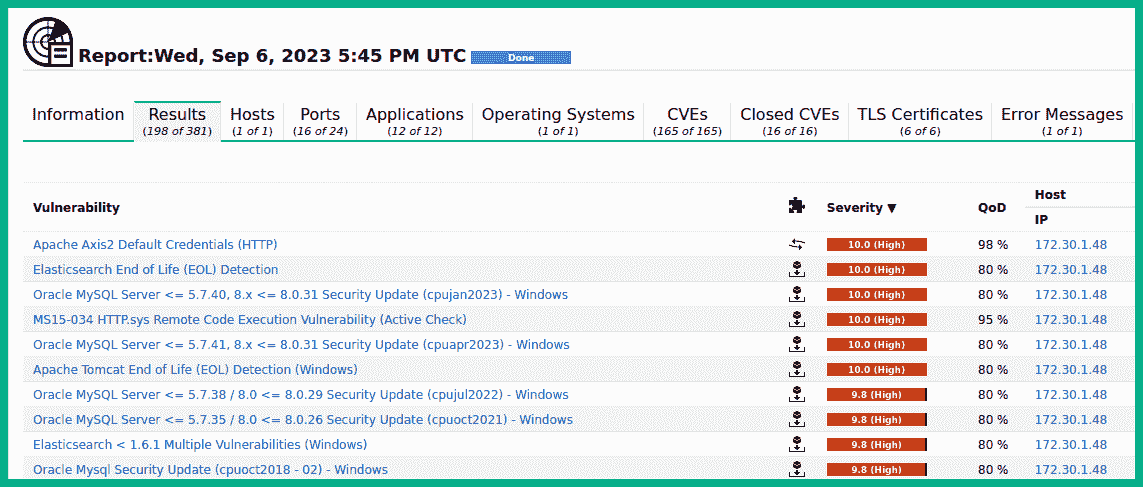 Report:Wed, Sep 6, 2023 5:45 PM UTC Done
Information Results Hosts Ports Applications Operating Systems CVEs Closed CVEs TLS Certificates Error Messages
(198 of 381) (1 of 1) (16 of 24) (12 of 12) (1 of 1) (165 of 165) (16 of 16) (6 of 6) (1 of 1)
Host
Vulnerability Severity ▼ QoD
IP
Apache Axis2 Default Credentials (HTTP) 10.0 (High) 98 % 172.30.1.48
Elasticsearch End of Life (EOL) Detection 10.0 (High) 80 % 172.30.1.48
Oracle MySQL Server <= 5.7.40, 8.x <= 8.0.31 Security Update (cpujan2023) - Windows 10.0 (High) 80 % 172.30.1.48
MS15-034 HTTP.sys Remote Code Execution Vulnerability (Active Check) 10.0 (High) 95 % 172.30.1.48
Oracle MySQL Server <= 5.7.41, 8.x <= 8.0.31 Security Update (cpuapr2023) - Windows 10.0 (High) 80 % 172.30.1.48
Apache Tomcat End of Life (EOL) Detection (Windows) 10.0 (High) 80 % 172.30.1.48
Oracle MySQL Server <= 5.7.38 / 8.0 <= 8.0.29 Security Update (cpujul2022) - Windows 9.8 (High) 80 % 172.30.1.48
Oracle MySQL Server <= 5.7.35 / 8.0 <= 8.0.26 Security Update (cpuoct2021) - Windows 9.8 (High) 80 % 172.30.1.48
Elasticsearch < 1.6.1 Multiple Vulnerabilities (Windows) 9.8 (High) 80 % 172.30.1.48
Oracle Mysql Security Update (cpuoct2018 - 02) - Windows 9.8 (High) 80 % 172.30.1.48